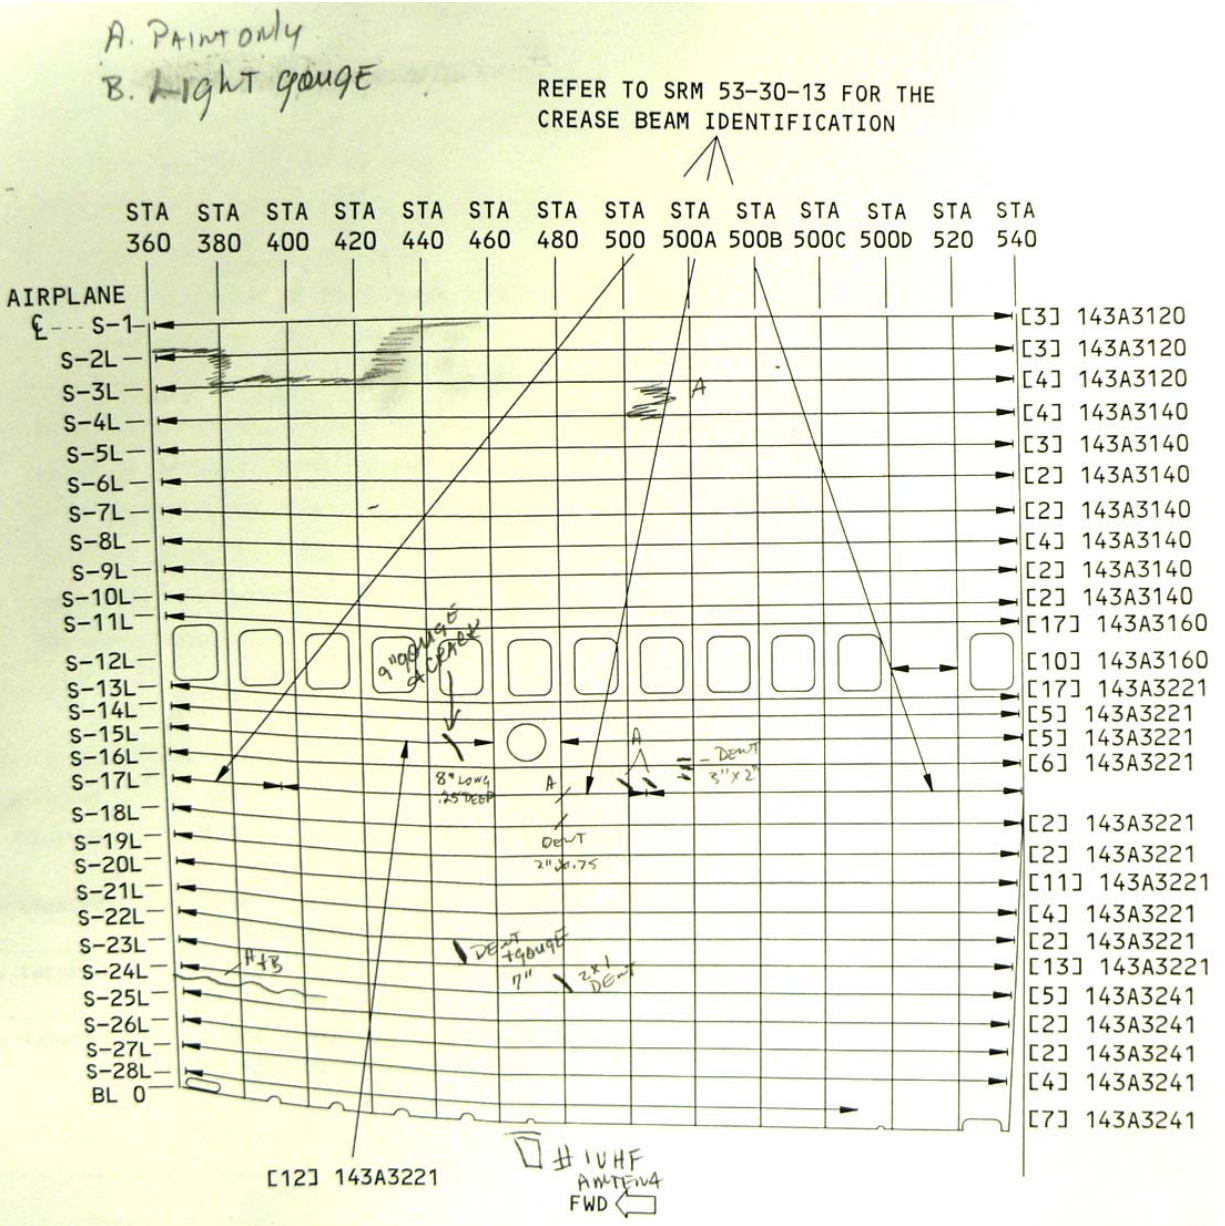 A. PAINT ONLY
B. LIGHT GOUGE
REFER TO SRM 53-30-13 FOR THE
CREASE BEAM IDENTIFICATION
STA STA STA STA STA STA STA STA STA STA STA STA STA STA
360 380 400 420 440 460 480 500 500A 500B 500C 500D 520 540
AIRPLANE
℄ S-1 [3] 143A3120
S-2L [3] 143A3120
S-3L A [4] 143A3120
S-4L [4] 143A3140
S-5L [3] 143A3140
S-6L [2] 143A3140
S-7L [2] 143A3140
S-8L [4] 143A3140
S-9L [2] 143A3140
S-10L [2] 143A3140
S-11L [17] 143A3160
9" GOUGE
& CRACK
S-12L [10] 143A3160
S-13L [17] 143A3221
S-14L [5] 143A3221
S-15L [5] 143A3221
S-16L [6] 143A3221
A
DENT
3" X 2"
8" LONG
.25 DEEP
S-17L A
S-18L [2] 143A3221
DENT
2" X .75
S-19L [2] 143A3221
S-20L [11] 143A3221
S-21L [4] 143A3221
S-22L [2] 143A3221
S-23L [13] 143A3221
DENT
+ GOUGE
7"
2 X 1
DENT
A+B
S-24L [5] 143A3241
S-25L [2] 143A3241
S-26L [2] 143A3241
S-27L [4] 143A3241
S-28L [7] 143A3241
BL 0
[12] 143A3221
# 1 VHF
ANTENA
FWD